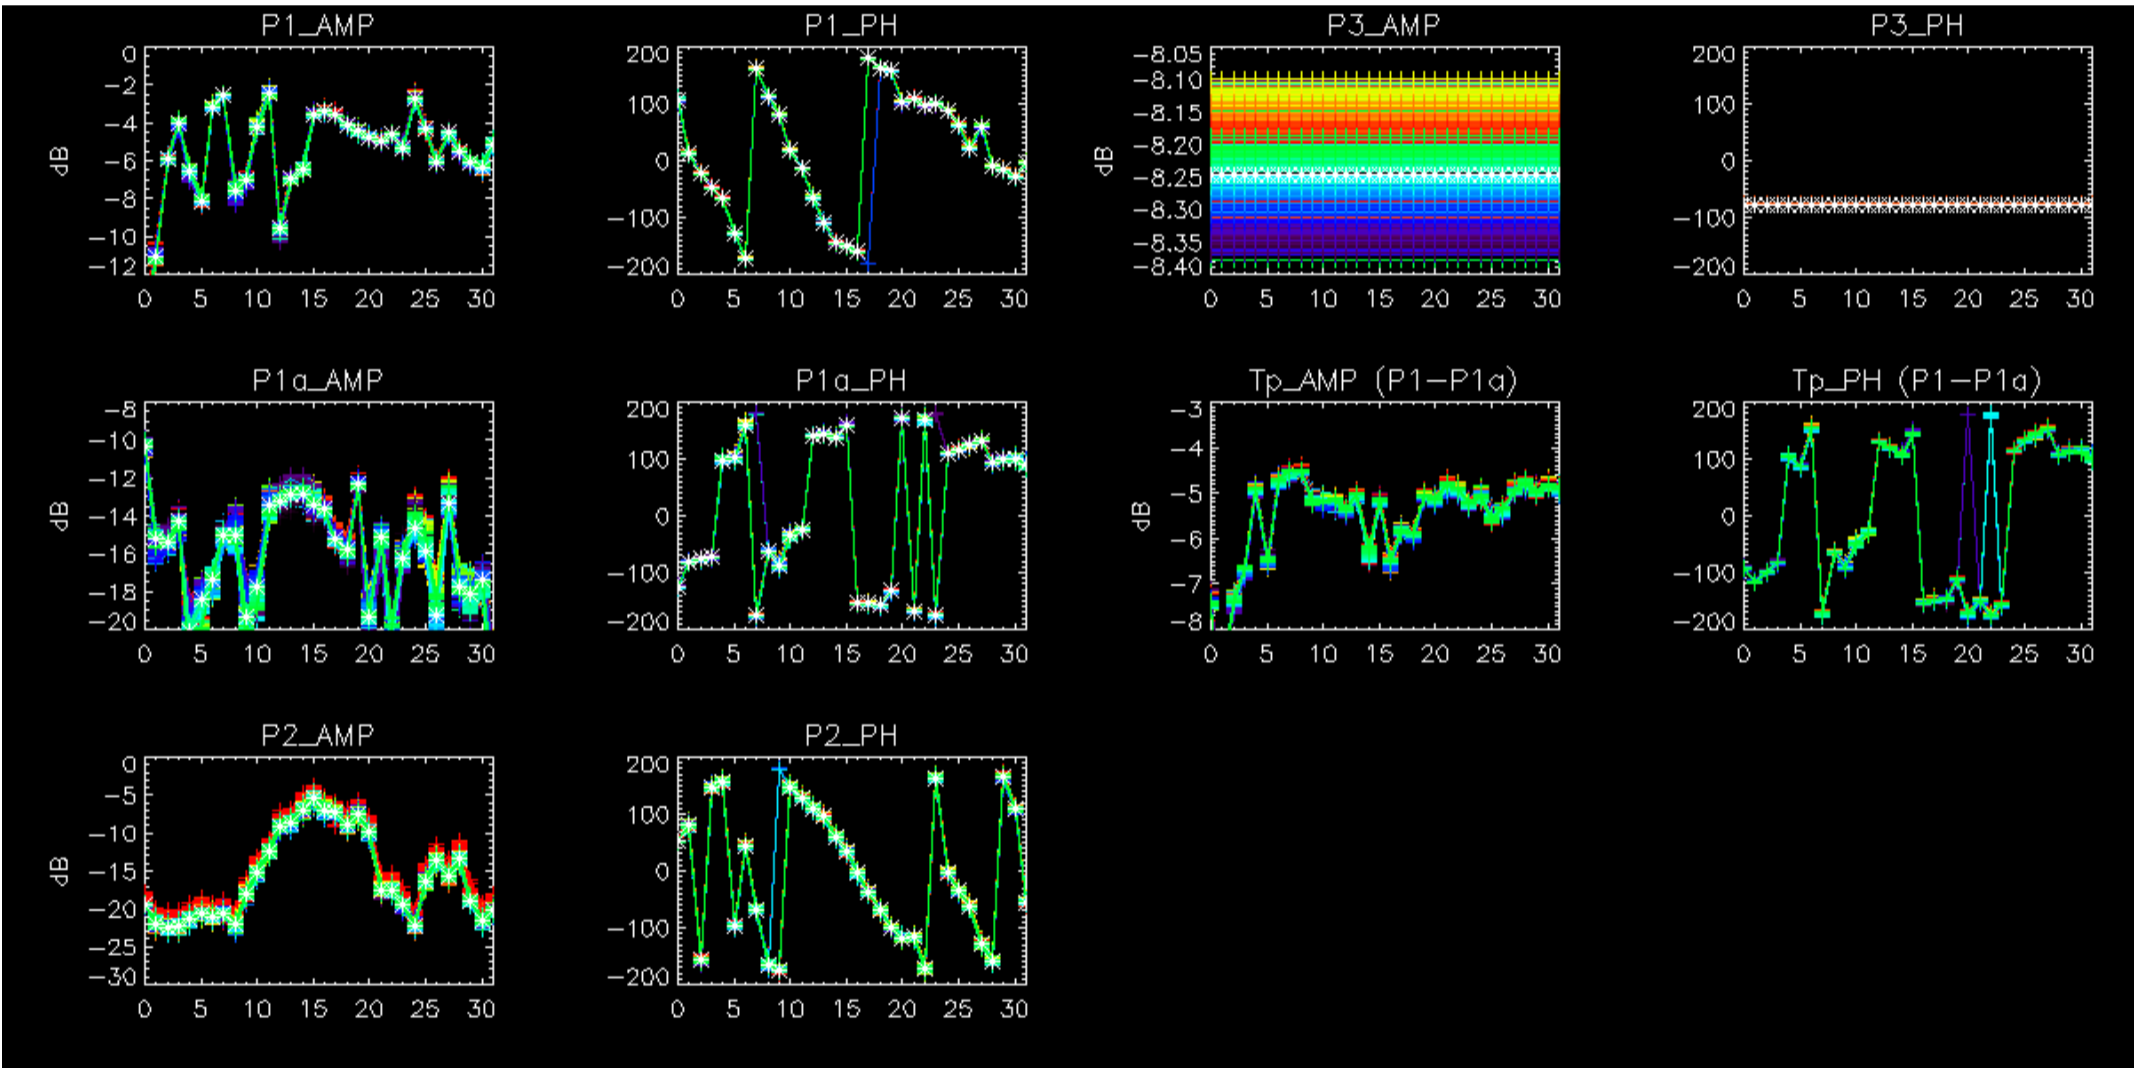 P1_AMP
0
−2
−4
−6
−8
−10
−12
dB
0 5 10 15 20 25 30
P1_PH
200
100
0
−100
−200
0 5 10 15 20 25 30
P3_AMP
−8.05
−8.10
−8.15
−8.20
−8.25
−8.30
−8.35
−8.40
dB
0 5 10 15 20 25 30
P3_PH
200
100
0
−100
−200
0 5 10 15 20 25 30
P1a_AMP
−8
−10
−12
−14
−16
−18
−20
dB
0 5 10 15 20 25 30
P1a_PH
200
100
0
−100
−200
0 5 10 15 20 25 30
Tp_AMP (P1−P1a)
−3
−4
−5
−6
−7
−8
dB
0 5 10 15 20 25 30
Tp_PH (P1−P1a)
200
100
0
−100
−200
0 5 10 15 20 25 30
P2_AMP
0
−5
−10
−15
−20
−25
−30
dB
0 5 10 15 20 25 30
P2_PH
200
100
0
−100
−200
0 5 10 15 20 25 30